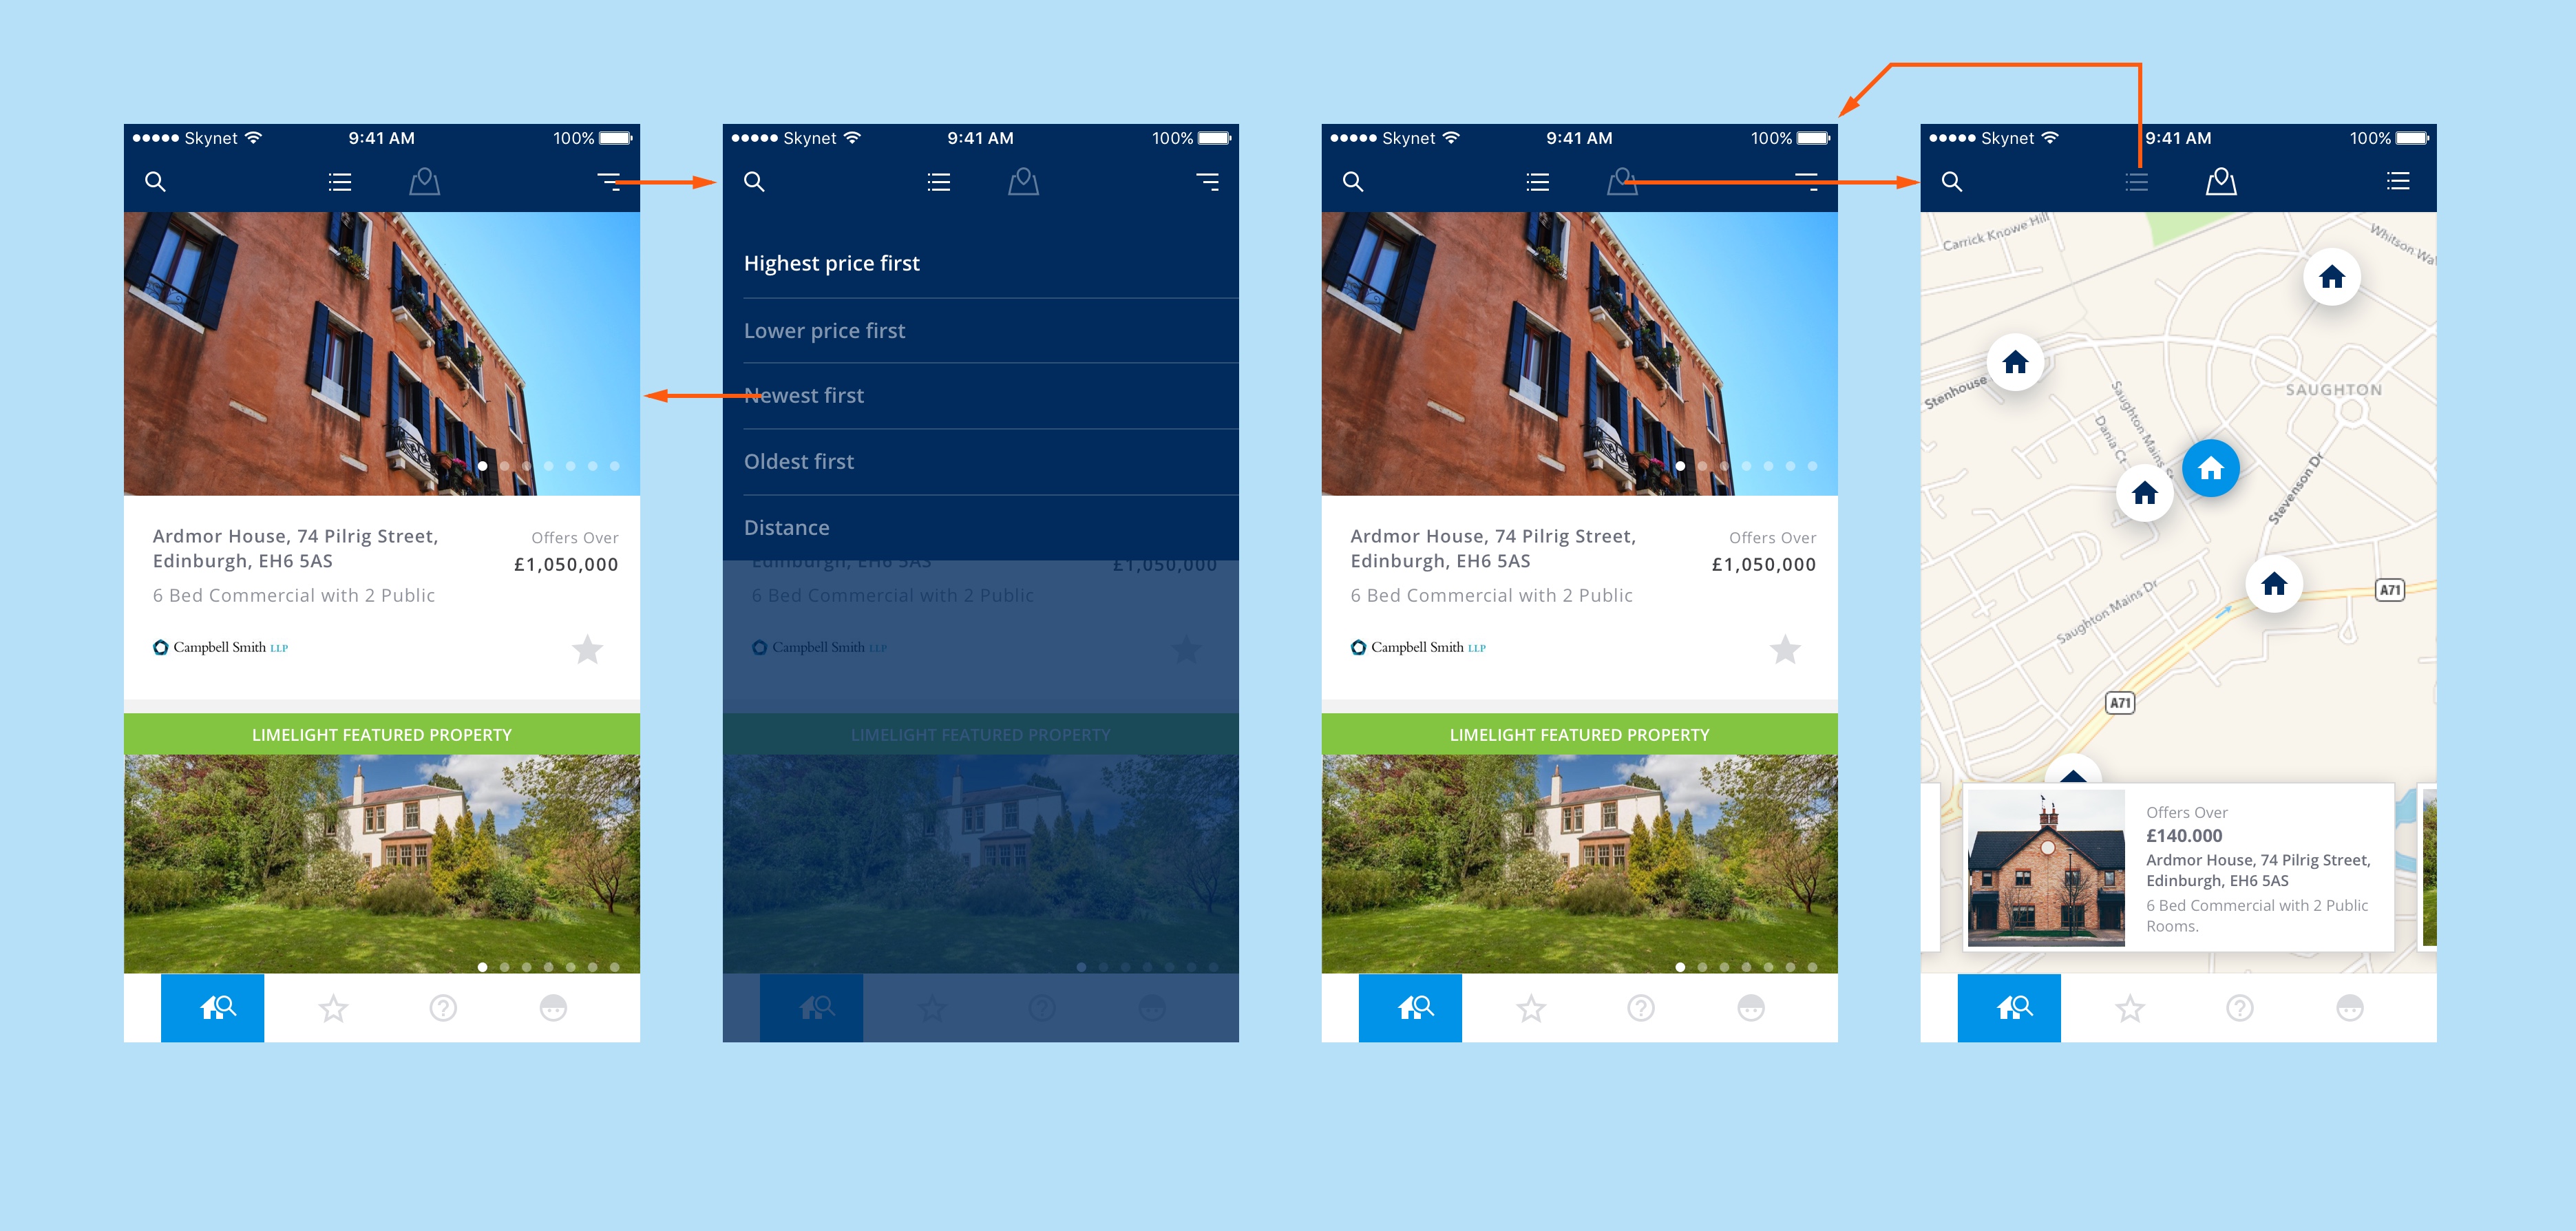 Skynet 9:41 AM 100%
Ardmor House, 74 Pilrig Street,
Edinburgh, EH6 5AS
Offers Over
£1,050,000
6 Bed Commercial with 2 Public
Campbell Smith LLP
LIMELIGHT FEATURED PROPERTY
Skynet 9:41 AM 100%
Highest price first
Lower price first
Newest first
Oldest first
Distance
Edinburgh, EH6 5AS
£1,050,000
6 Bed Commercial with 2 Public
Campbell Smith LLP
LIMELIGHT FEATURED PROPERTY
Skynet 9:41 AM 100%
Ardmor House, 74 Pilrig Street,
Edinburgh, EH6 5AS
Offers Over
£1,050,000
6 Bed Commercial with 2 Public
Campbell Smith LLP
LIMELIGHT FEATURED PROPERTY
Skynet 9:41 AM 100%
Carrick Knowe Hill
Whitson Wa
Stenhouse
SAUGHTON
Saughton Mains S
Dania Ct
Stevenson Dr
A71
Saughton Mains Dr
A71
Offers Over
£140.000
Ardmor House, 74 Pilrig Street,
Edinburgh, EH6 5AS
6 Bed Commercial with 2 Public
Rooms.